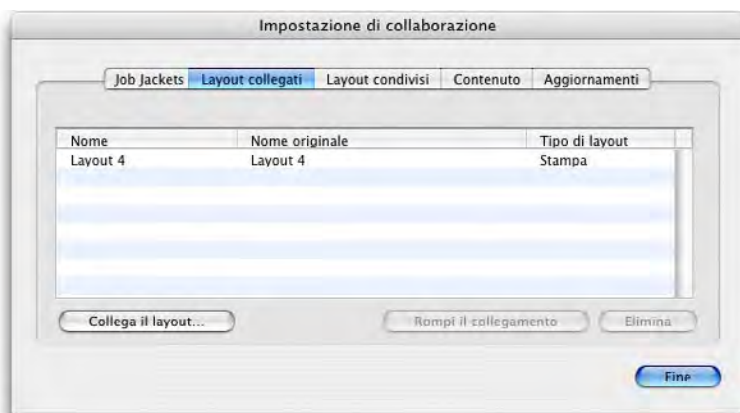 Impostazione di collaborazione
Job Jackets Layout collegati Layout condivisi Contenuto Aggiornamenti
Nome Nome originale Tipo di layout
Layout 4 Layout 4 Stampa
Collega il layout... Rompi il collegamento Elimina
Fine